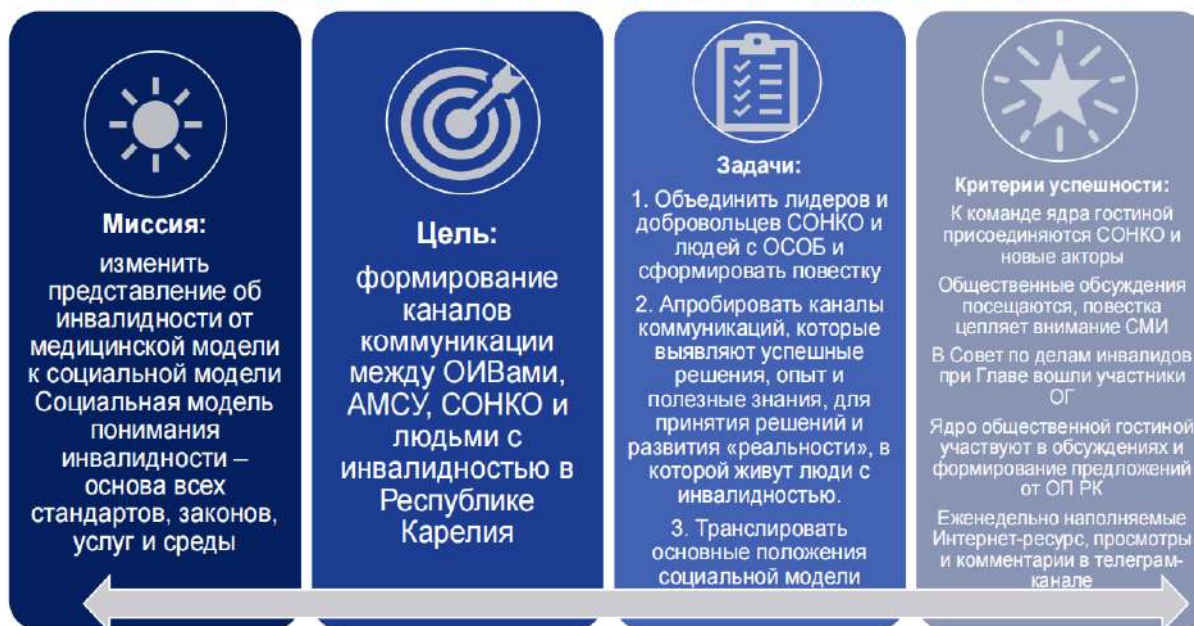 Миссия:
изменить
представление об
инвалидности от
медицинской модели
к социальной модели
Социальная модель
понимания
инвалидности –
основа всех
стандартов, законов,
услуг и среды
Цель:
формирование
каналов
коммуникации
между ОИВами,
АМСУ, СОНКО и
людьми с
инвалидностью в
Республике
Карелия
Задачи:
1. Объединить лидеров и
добровольцев СОНКО и
людей с ОСОБ и
сформировать повестку
2. Апробировать каналы
коммуникаций, которые
выявляют успешные
решения, опыт и
полезные знания, для
принятия решений и
развития «реальности», в
которой живут люди с
инвалидностью.
3. Транслировать
основные положения
социальной модели
Критерии успешности:
К команде ядра гостиной
присоединяются СОНКО и
новые акторы
Общественные обсуждения
посещаются, повестка
цепляет внимание СМИ
В Совет по делам инвалидов
при Главе вошли участники
ОГ
Ядро общественной гостиной
участвуют в обсуждениях и
формирование предложений
от ОП РК
Еженедельно наполняемые
Интернет-ресурс, просмотры
и комментарии в телеграм-
канале